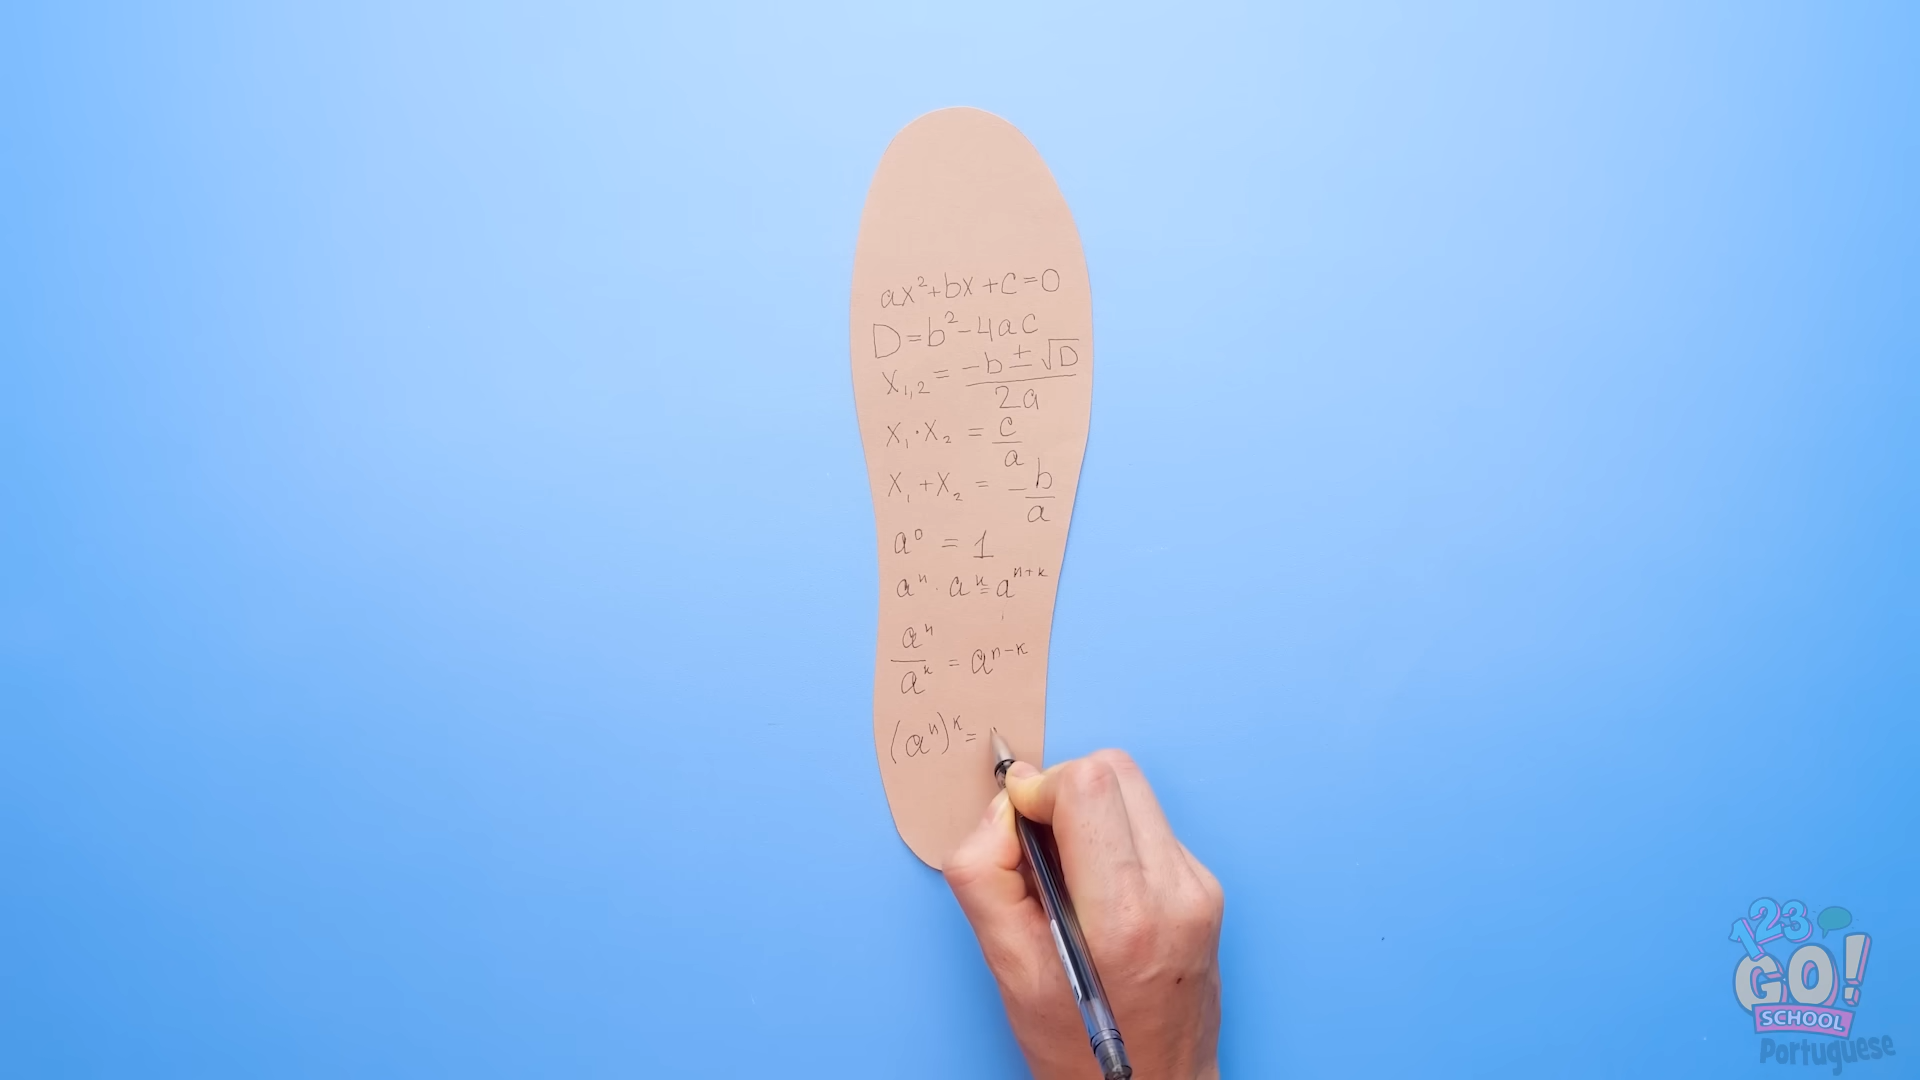 ax²+bx+c=0
D=b²-4ac
x₁,₂ = (-b±√D)/2a
x₁·x₂ = c/a
x₁+x₂ = -b/a
a⁰ = 1
aⁿ · aᵏ = aⁿ⁺ᵏ
aⁿ/aᵏ = aⁿ⁻ᵏ
(aⁿ)ᵏ =
123
GO!
SCHOOL
Portuguese